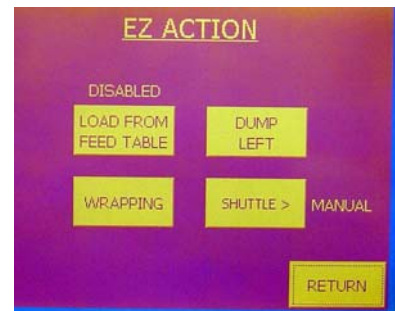 EZ ACTION
DISABLED
LOAD FROM
FEED TABLE
DUMP
LEFT
WRAPPING
SHUTTLE >
MANUAL
RETURN